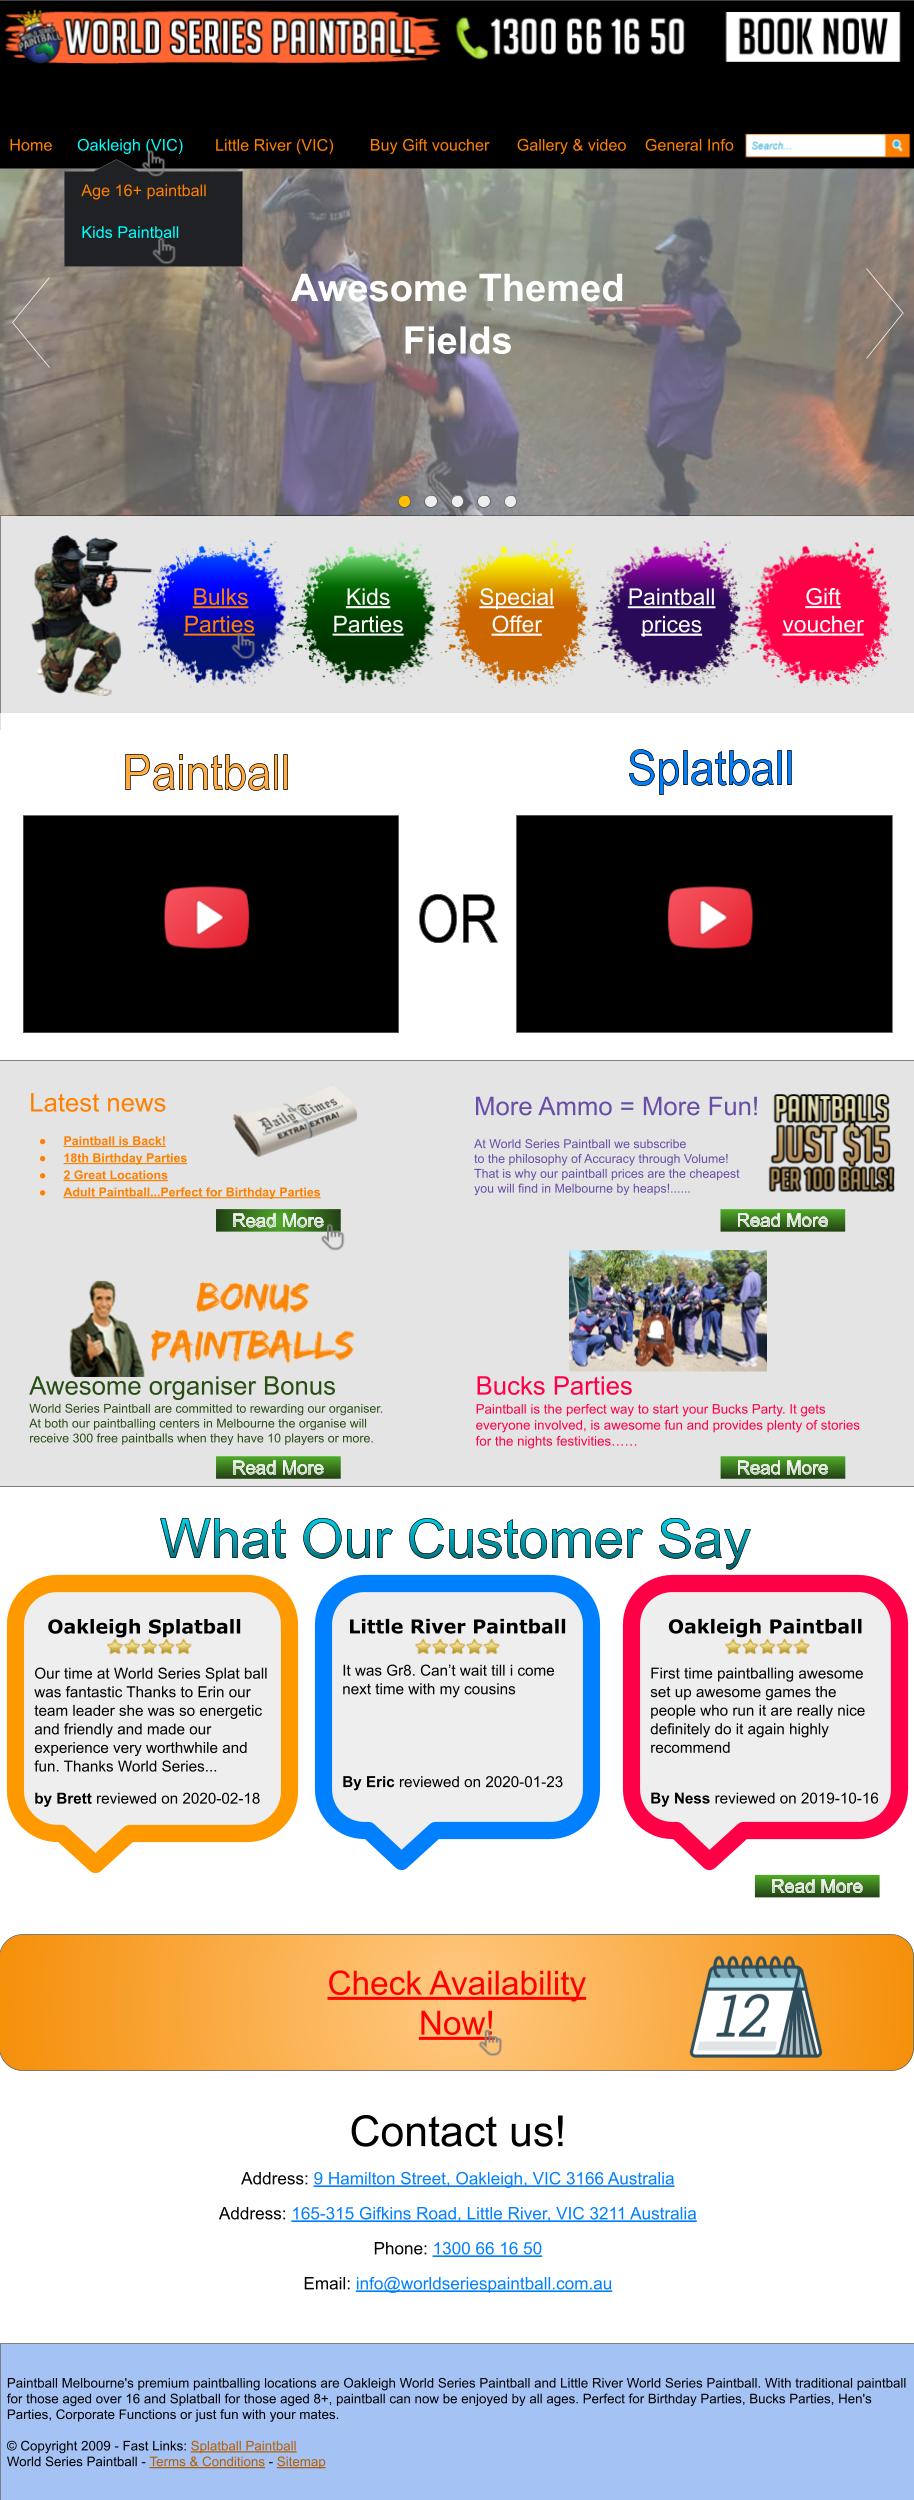 WORLD SERIES PAINTBALL
1300 66 16 50
BOOK NOW
Home
Oakleigh (VIC)
Little River (VIC)
Buy Gift voucher
Gallery & video
General Info
Search...
Age 16+ paintball
Kids Paintball
Awesome Themed
Fields
Bulks
Parties
Kids
Parties
Special
Offer
Paintball
prices
Gift
voucher
Paintball
Splatball
OR
Latest news
Daily Times
EXTRA! EXTRA!
Paintball is Back!
18th Birthday Parties
2 Great Locations
Adult Paintball...Perfect for Birthday Parties
Read More
More Ammo = More Fun!
PAINTBALLS
JUST $15
PER 100 BALLS!
At World Series Paintball we subscribe
to the philosophy of Accuracy through Volume!
That is why our paintball prices are the cheapest
you will find in Melbourne by heaps!......
Read More
BONUS
PAINTBALLS
Awesome organiser Bonus
World Series Paintball are committed to rewarding our organiser.
At both our paintballing centers in Melbourne the organise will
receive 300 free paintballs when they have 10 players or more.
Read More
Bucks Parties
Paintball is the perfect way to start your Bucks Party. It gets
everyone involved, is awesome fun and provides plenty of stories
for the nights festivities……
Read More
What Our Customer Say
Oakleigh Splatball
Our time at World Series Splat ball
was fantastic Thanks to Erin our
team leader she was so energetic
and friendly and made our
experience very worthwhile and
fun. Thanks World Series...
by Brett reviewed on 2020-02-18
Little River Paintball
It was Gr8. Can't wait till i come
next time with my cousins
By Eric reviewed on 2020-01-23
Oakleigh Paintball
First time paintballing awesome
set up awesome games the
people who run it are really nice
definitely do it again highly
recommend
By Ness reviewed on 2019-10-16
Read More
Check Availability
Now!
12
Contact us!
Address: 9 Hamilton Street, Oakleigh, VIC 3166 Australia
Address: 165-315 Gifkins Road, Little River, VIC 3211 Australia
Phone: 1300 66 16 50
Email: info@worldseriespaintball.com.au
Paintball Melbourne's premium paintballing locations are Oakleigh World Series Paintball and Little River World Series Paintball. With traditional paintball
for those aged over 16 and Splatball for those aged 8+, paintball can now be enjoyed by all ages. Perfect for Birthday Parties, Bucks Parties, Hen's
Parties, Corporate Functions or just fun with your mates.
© Copyright 2009 - Fast Links: Splatball Paintball
World Series Paintball - Terms & Conditions - Sitemap